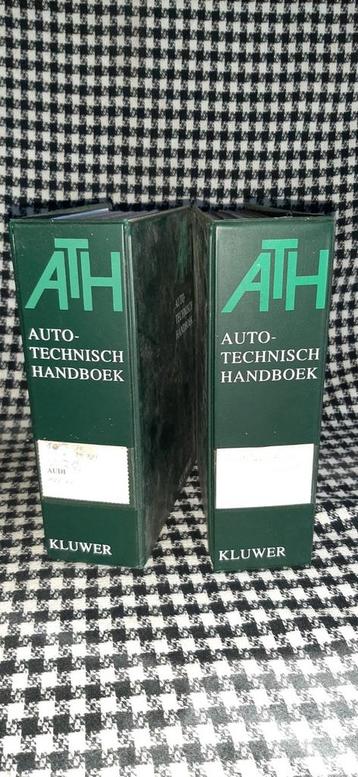 ATH
AUTO-
TECHNISCH
HANDBOEK
AUDI
KLUWER
AUTO
TECHNISCH
HANDBOEK
ATH
AUTO-
TECHNISCH
HANDBOEK
KLUWER